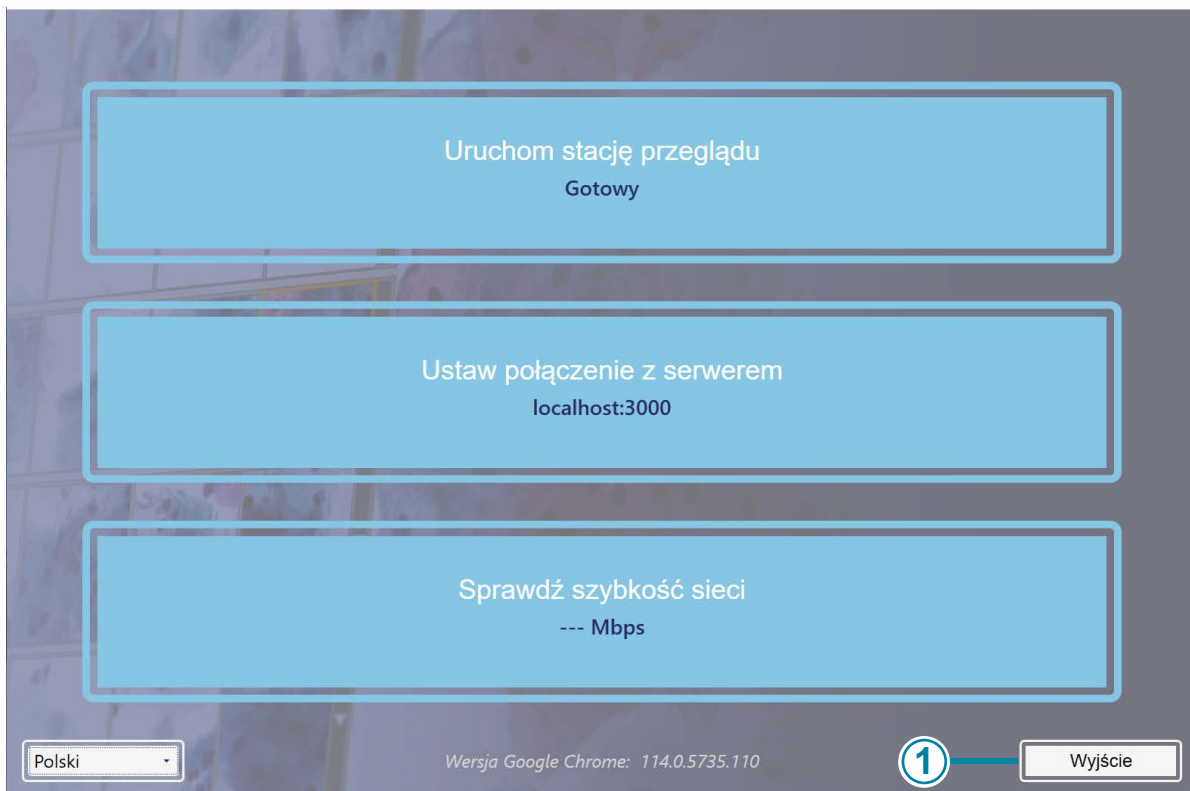 Uruchom stację przeglądu
Gotowy
Ustaw połączenie z serwerem
localhost:3000
Sprawdź szybkość sieci
--- Mbps
Polski
Wersja Google Chrome: 114.0.5735.110
1
Wyjście